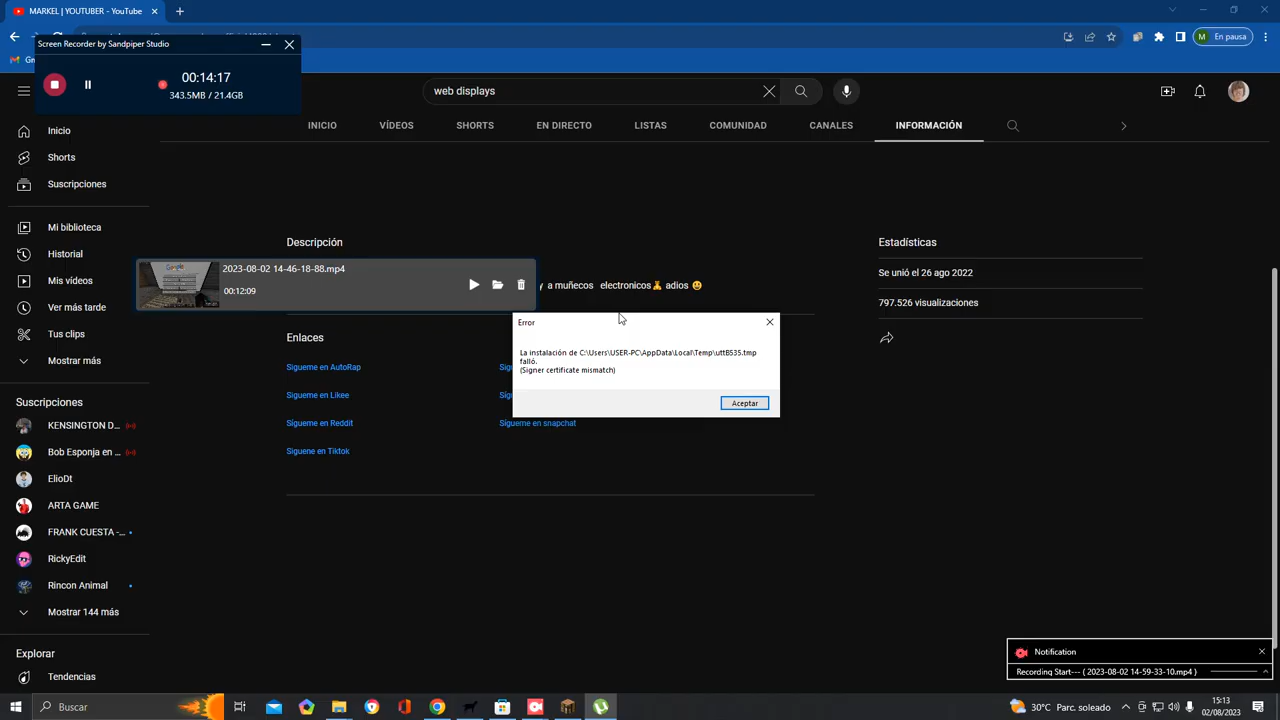 MARKEL | YOUTUBER - YouTube
M
En pausa
Screen Recorder by Sandpiper Studio
00:14:17
343.5MB / 21.4GB
web displays
INICIO
VÍDEOS
SHORTS
EN DIRECTO
LISTAS
COMUNIDAD
CANALES
INFORMACIÓN
Inicio
Shorts
Suscripciones
Mi biblioteca
Historial
Mis vídeos
Ver más tarde
Tus clips
Mostrar más
Suscripciones
KENSINGTON D...
Bob Esponja en ...
ElioDt
ARTA GAME
FRANK CUESTA -...
RickyEdit
Rincon Animal
Mostrar 144 más
Explorar
Tendencias
Descripción
2023-08-02 14-46-18-88.mp4
00:12:09
y a muñecos electronicos🧸 adios 😃
Enlaces
Sigueme en AutoRap
Sigueme en Likee
Sigueme en Reddit
Sigueme en snapchat
Siguene en Tiktok
Estadísticas
Se unió el 26 ago 2022
797.526 visualizaciones
Error
La instalación de C:\Users\USER-PC\AppData\Local\Temp\uttB535.tmp
falló.
(Signer certificate mismatch)
Aceptar
Notification
Recording Start--- ( 2023-08-02 14-59-33-10.mp4 )
Buscar
30°C Parc. soleado
15:13
02/08/2023